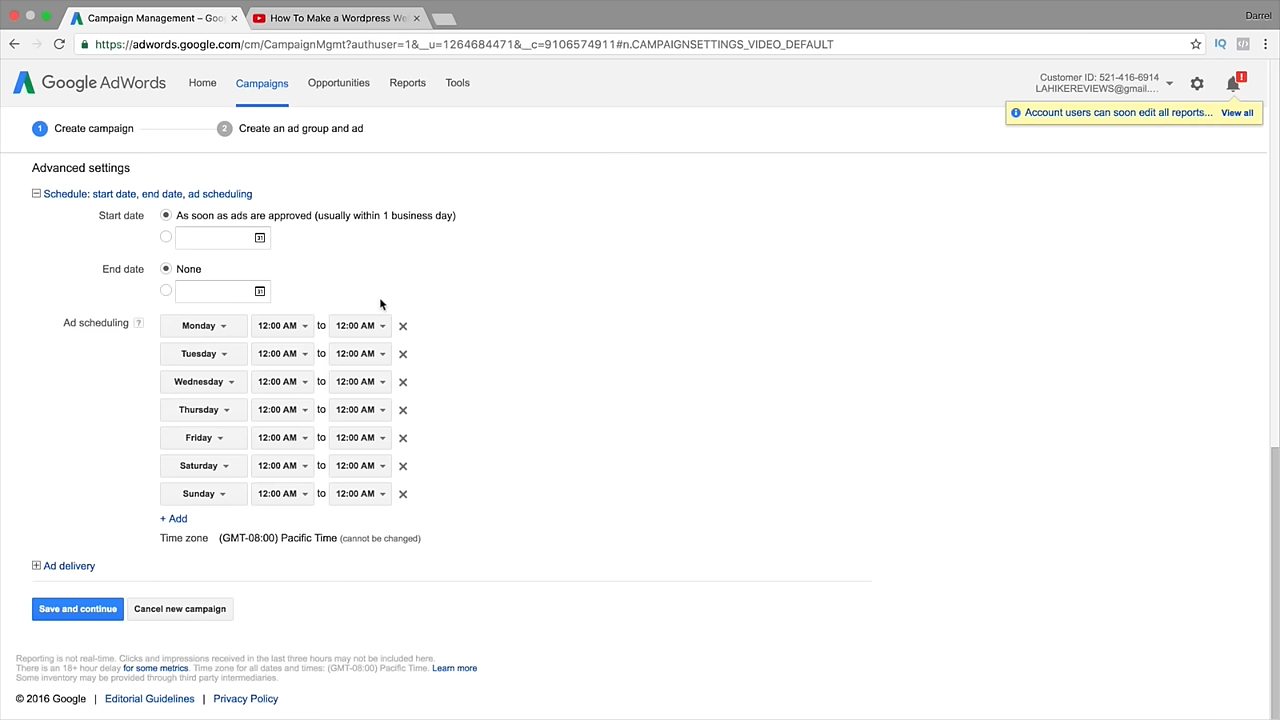 Campaign Management – Goo
How To Make a Wordpress We
Darrel
https://adwords.google.com/cm/CampaignMgmt?authuser=1&__u=1264684471&__c=9106574911#n.CAMPAIGNSETTINGS_VIDEO_DEFAULT
IQ
Google AdWords
Home
Campaigns
Opportunities
Reports
Tools
Customer ID: 521-416-6914
LAHIKEREVIEWS@gmail....
!
Account users can soon edit all reports... View all
1 Create campaign
2 Create an ad group and ad
Advanced settings
Schedule: start date, end date, ad scheduling
Start date
As soon as ads are approved (usually within 1 business day)
31
End date
None
31
Ad scheduling ?
Monday 12:00 AM to 12:00 AM
Tuesday 12:00 AM to 12:00 AM
Wednesday 12:00 AM to 12:00 AM
Thursday 12:00 AM to 12:00 AM
Friday 12:00 AM to 12:00 AM
Saturday 12:00 AM to 12:00 AM
Sunday 12:00 AM to 12:00 AM
+ Add
Time zone (GMT-08:00) Pacific Time (cannot be changed)
Ad delivery
Save and continue
Cancel new campaign
Reporting is not real-time. Clicks and impressions received in the last three hours may not be included here.
There is an 18+ hour delay for some metrics. Time zone for all dates and times: (GMT-08:00) Pacific Time. Learn more
Some inventory may be provided through third party intermediaries.
© 2016 Google | Editorial Guidelines | Privacy Policy